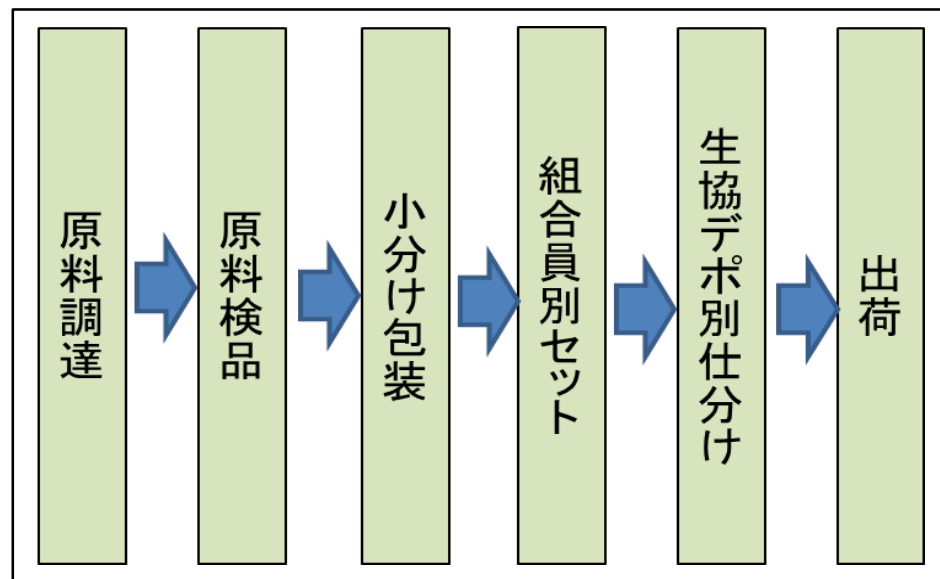 原料調達
原料検品
小分け包装
組合員別セット
生協デポ別仕分け
出荷